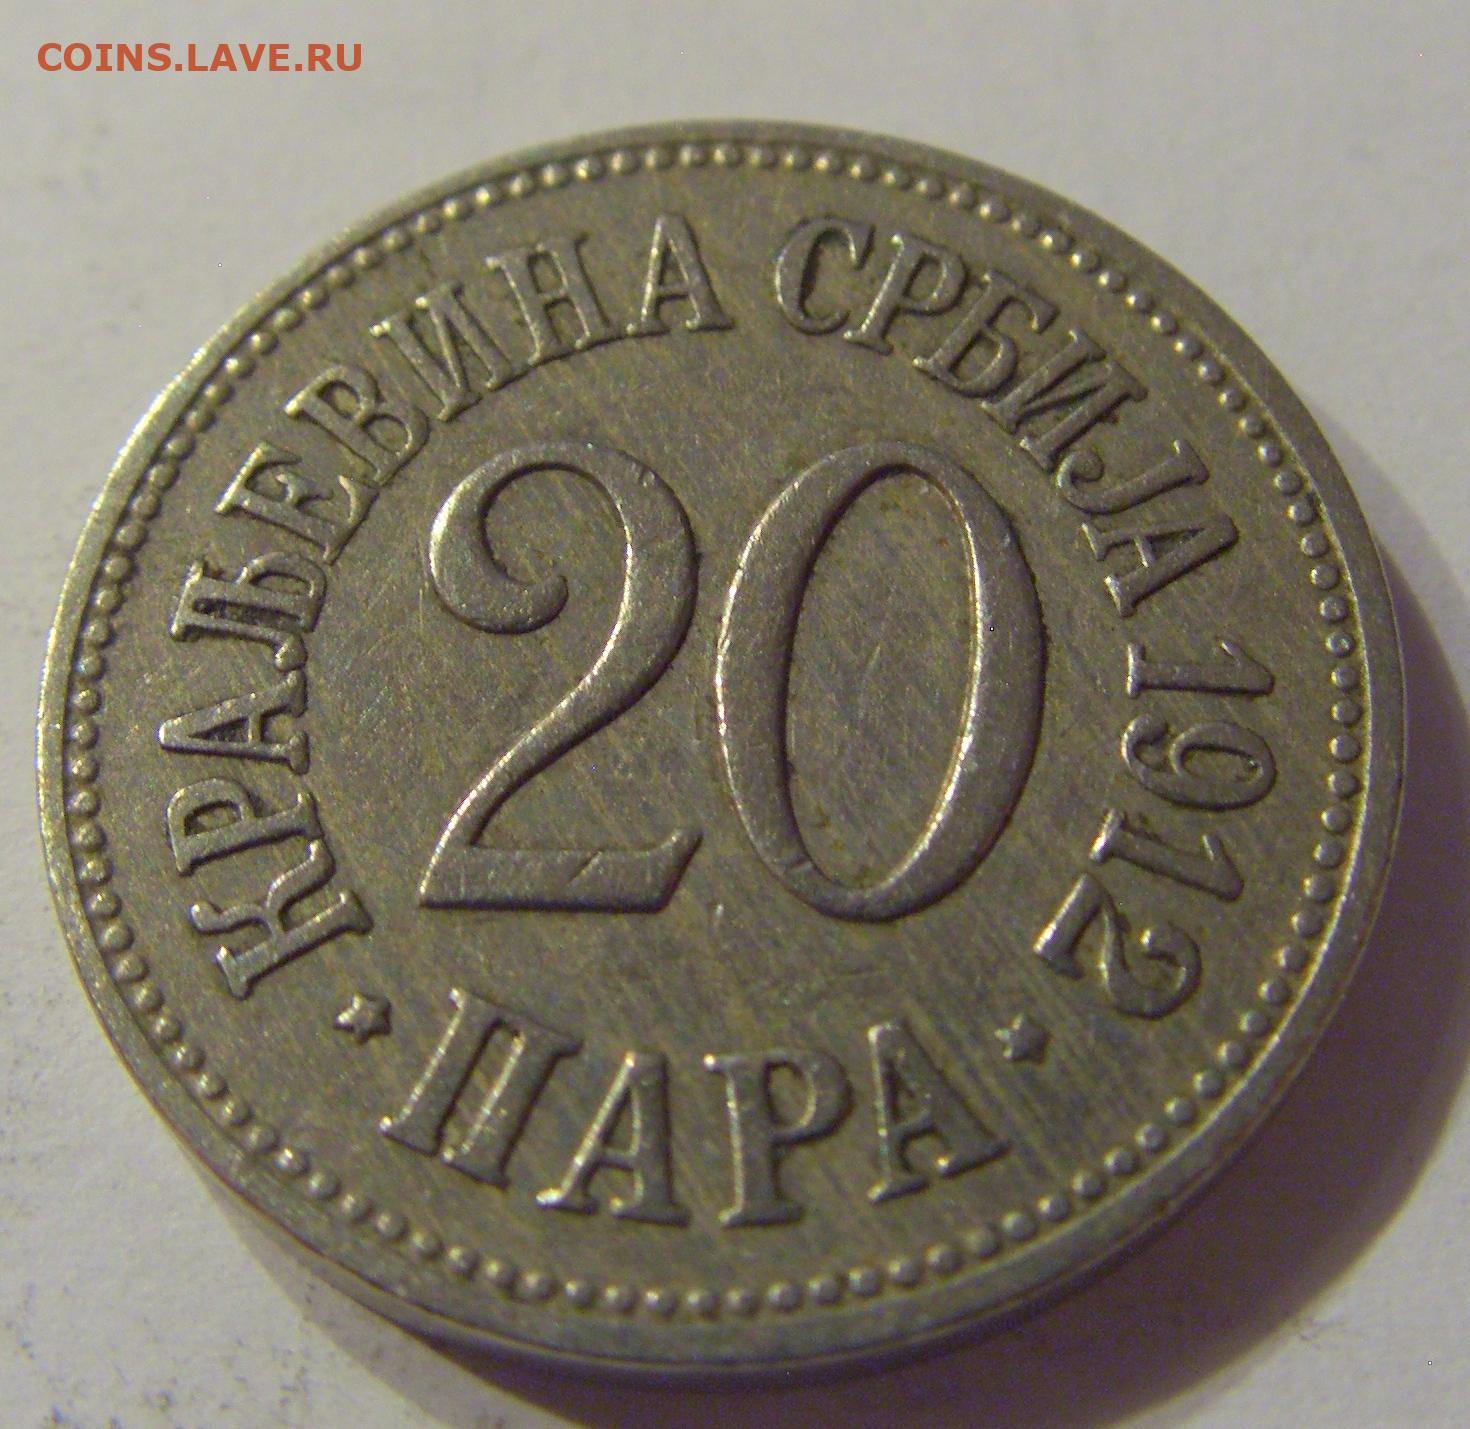 COINS.LAVE.RU
КРАЉЕВИНА СРБИЈА 1912
20
ПАРА